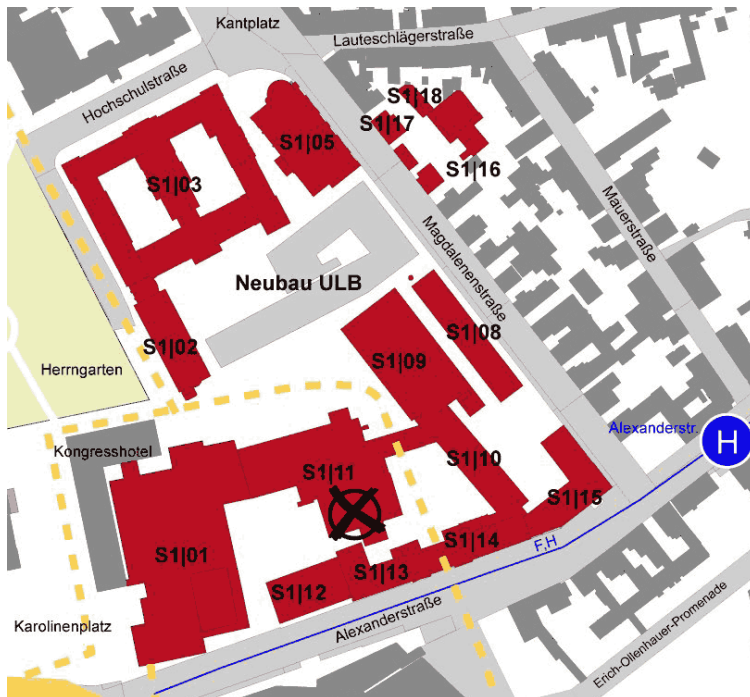 Kantplatz
Lauteschlägerstraße
Hochschulstraße
S1|18
S1|17
S1|05
S1|16
S1|03
Mauerstraße
Magdalenenstraße
Neubau ULB
S1|08
S1|02
S1|09
Herrngarten
Alexanderstr.
H
Kongresshotel
S1|10
S1|11
S1|15
F,H
S1|14
S1|01
S1|13
S1|12
Karolinenplatz
Alexanderstraße
Erich-Ollenhauer-Promenade